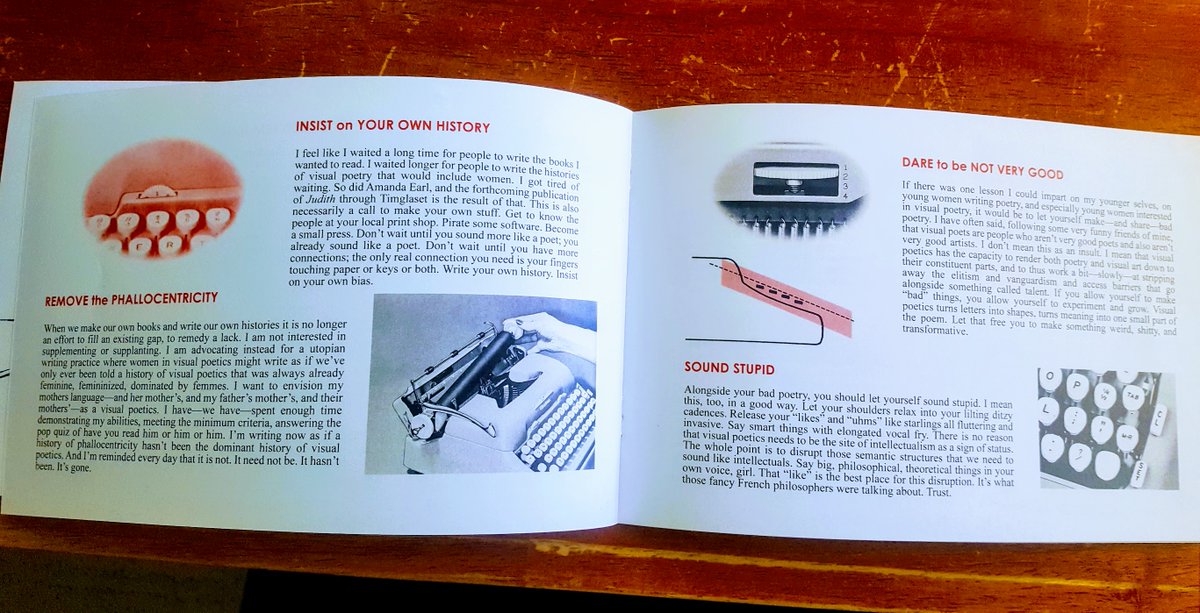 INSIST on YOUR OWN HISTORY
I feel like I waited a long time for people to write the books I
wanted to read. I waited longer for people to write the histories
of visual poetry that would include women. I got tired of
waiting. So did Amanda Earl, and the forthcoming publication
of Judith through Timglaset is the result of that. This is also
necessarily a call to make your own stuff. Get to know the
people at your local print shop. Pirate some software. Become
a small press. Don’t wait until you sound more like a poet; you
already sound like a poet. Don’t wait until you have more
connections; the only real connection you need is your fingers
touching paper or keys or both. Write your own history. Insist
on your own bias.
REMOVE the PHALLOCENTRICITY
When we make our own books and write our own histories it is no longer
an effort to fill an existing gap, to remedy a lack. I am not interested in
supplementing or supplanting. I am advocating instead for a utopian
writing practice where women in visual poetics might write as if we’ve
only ever been told a history of visual poetics that was always already
feminine, femininized, dominated by femmes. I want to envision my
mothers language—and her mother’s, and my father’s mother’s, and their
mothers’—as a visual poetics. I have—we have—spent enough time
demonstrating my abilities, meeting the minimum criteria, answering the
pop quiz of have you read him or him or him. I’m writing now as if a
history of phallocentricity hasn’t been the dominant history of visual
poetics. And I’m reminded every day that it is not. It need not be. It hasn’t
been. It’s gone.
E R
1
2
3
4
DARE to be NOT VERY GOOD
If there was one lesson I could impart on my younger selves, on
young women writing poetry, and especially young women interested
in visual poetry, it would be to let yourself make—and share—bad
poetry. I have often said, following some very funny friends of mine,
that visual poets are people who aren’t very good poets and also aren’t
very good artists. I don’t mean this as an insult. I mean that visual
poetics has the capacity to render both poetry and visual art down to
their constituent parts, and to thus work a bit—slowly—at stripping
away the elitism and vanguardism and access barriers that go
alongside something called talent. If you allow yourself to make
“bad” things, you allow yourself to experiment and grow. Visual
poetics turns letters into shapes, turns meaning into one small part of
the poem. Let that free you to make something weird, shitty, and
transformative.
SOUND STUPID
Alongside your bad poetry, you should let yourself sound stupid. I mean
this, too, in a good way. Let your shoulders relax into your lilting ditzy
cadences. Release your “likes” and “uhms” like starlings all fluttering and
invasive. Say smart things with elongated vocal fry. There is no reason
that visual poetics needs to be the site of intellectualism as a sign of status.
The whole point is to disrupt those semantic structures that we need to
sound like intellectuals. Say big, philosophical, theoretical things in your
own voice, girl. That “like” is the best place for this disruption. It’s what
those fancy French philosophers were talking about. Trust.
O P TAB
L
SET